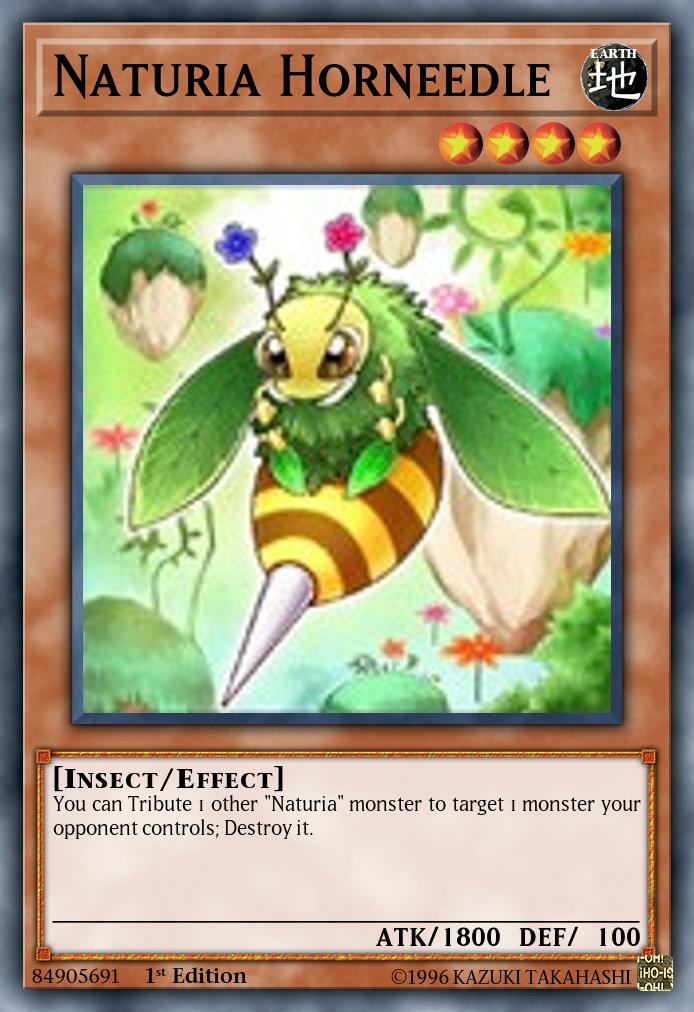 Naturia Horneedle
EARTH
地
[Insect/Effect]
You can Tribute 1 other "Naturia" monster to target 1 monster your
opponent controls; Destroy it.
ATK/1800 DEF/ 100
84905691 1st Edition ©1996 KAZUKI TAKAHASHI